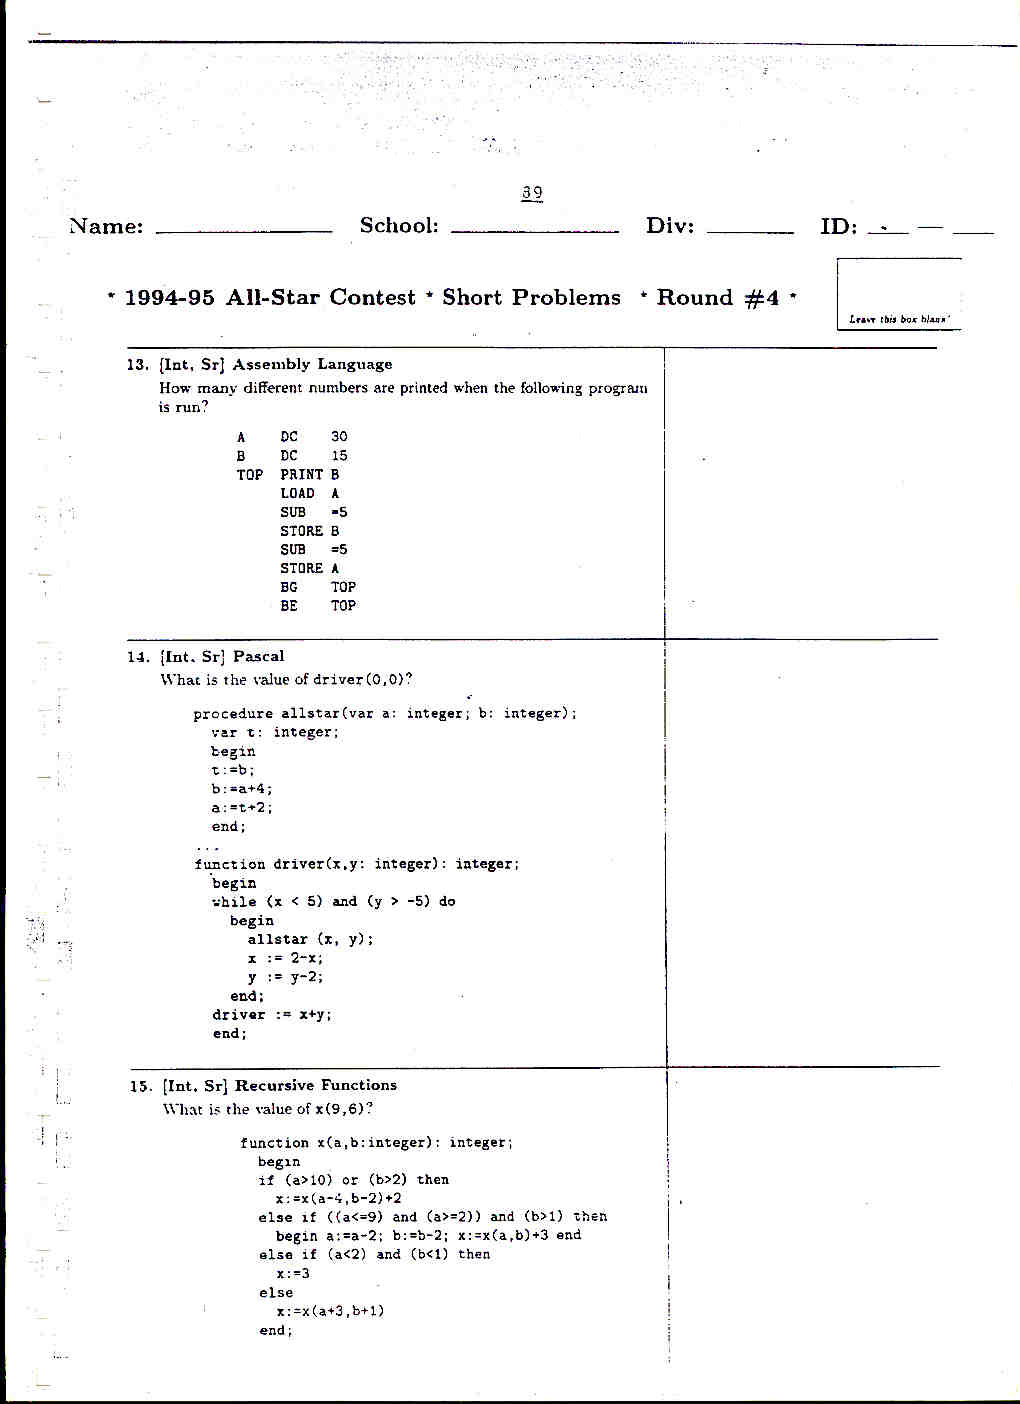 39
Name: School: Div: ID: —
* 1994-95 All-Star Contest * Short Problems * Round #4 *
Leave this box blank
13. [Int, Sr] Assembly Language
How many different numbers are printed when the following program
is run?
A DC 30
B DC 15
TOP PRINT B
LOAD A
SUB =5
STORE B
SUB =5
STORE A
BG TOP
BE TOP
14. [Int. Sr] Pascal
What is the value of driver(0,0)?
procedure allstar(var a: integer; b: integer);
var t: integer;
begin
t:=b;
b:=a+4;
a:=t+2;
end;
...
function driver(x,y: integer): integer;
begin
while (x < 5) and (y > -5) do
begin
allstar (x, y);
x := 2-x;
y := y-2;
end;
driver := x+y;
end;
15. [Int. Sr] Recursive Functions
What is the value of x(9,6)?
function x(a,b:integer): integer;
begin
if (a>10) or (b>2) then
x:=x(a-4,b-2)+2
else if ((a<=9) and (a>=2)) and (b>1) then
begin a:=a-2; b:=b-2; x:=x(a,b)+3 end
else if (a<2) and (b<1) then
x:=3
else
x:=x(a+3,b+1)
end;